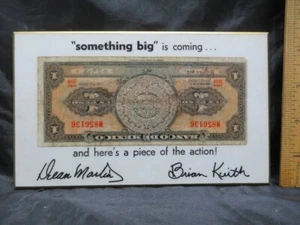 "something big" is coming . . .
BANCO DE MEXICO
and here's a piece of the action!
Dean Martin
Brian Keith